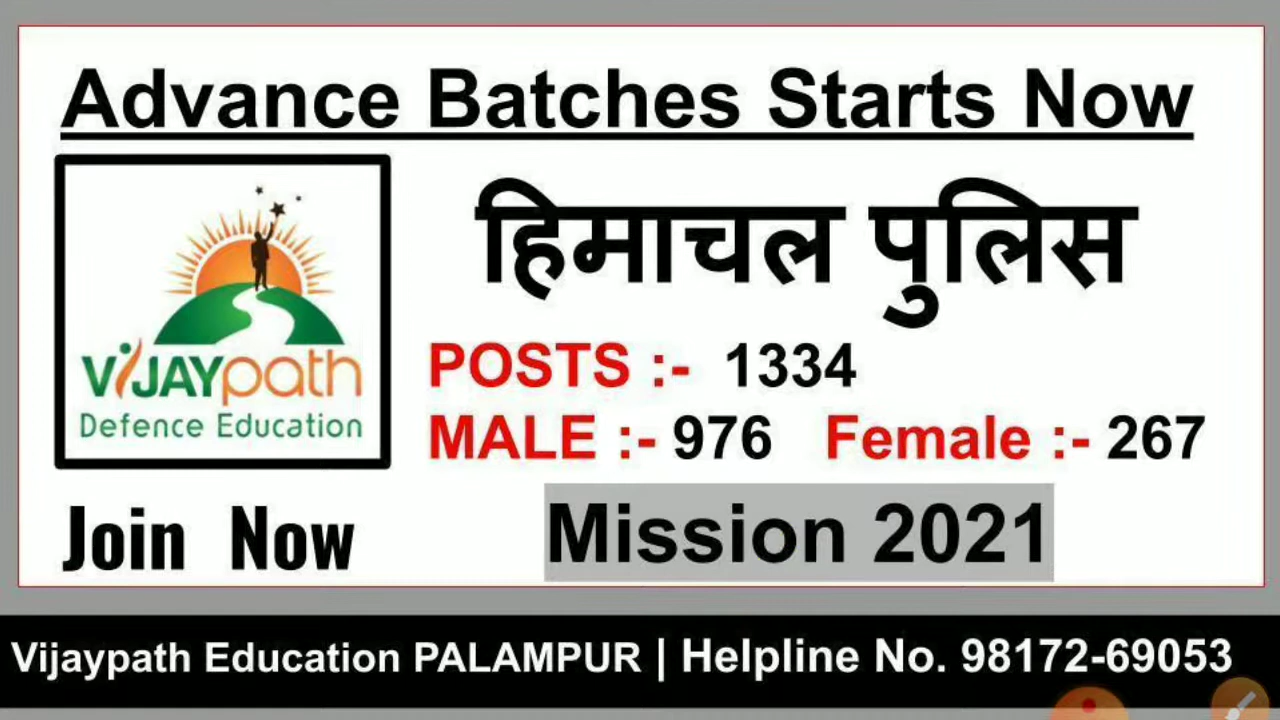 Advance Batches Starts Now
हिमाचल पुलिस
VIJAYpath
Defence Education
POSTS :- 1334
MALE :- 976 Female :- 267
Join Now
Mission 2021
Vijaypath Education PALAMPUR | Helpline No. 98172-69053